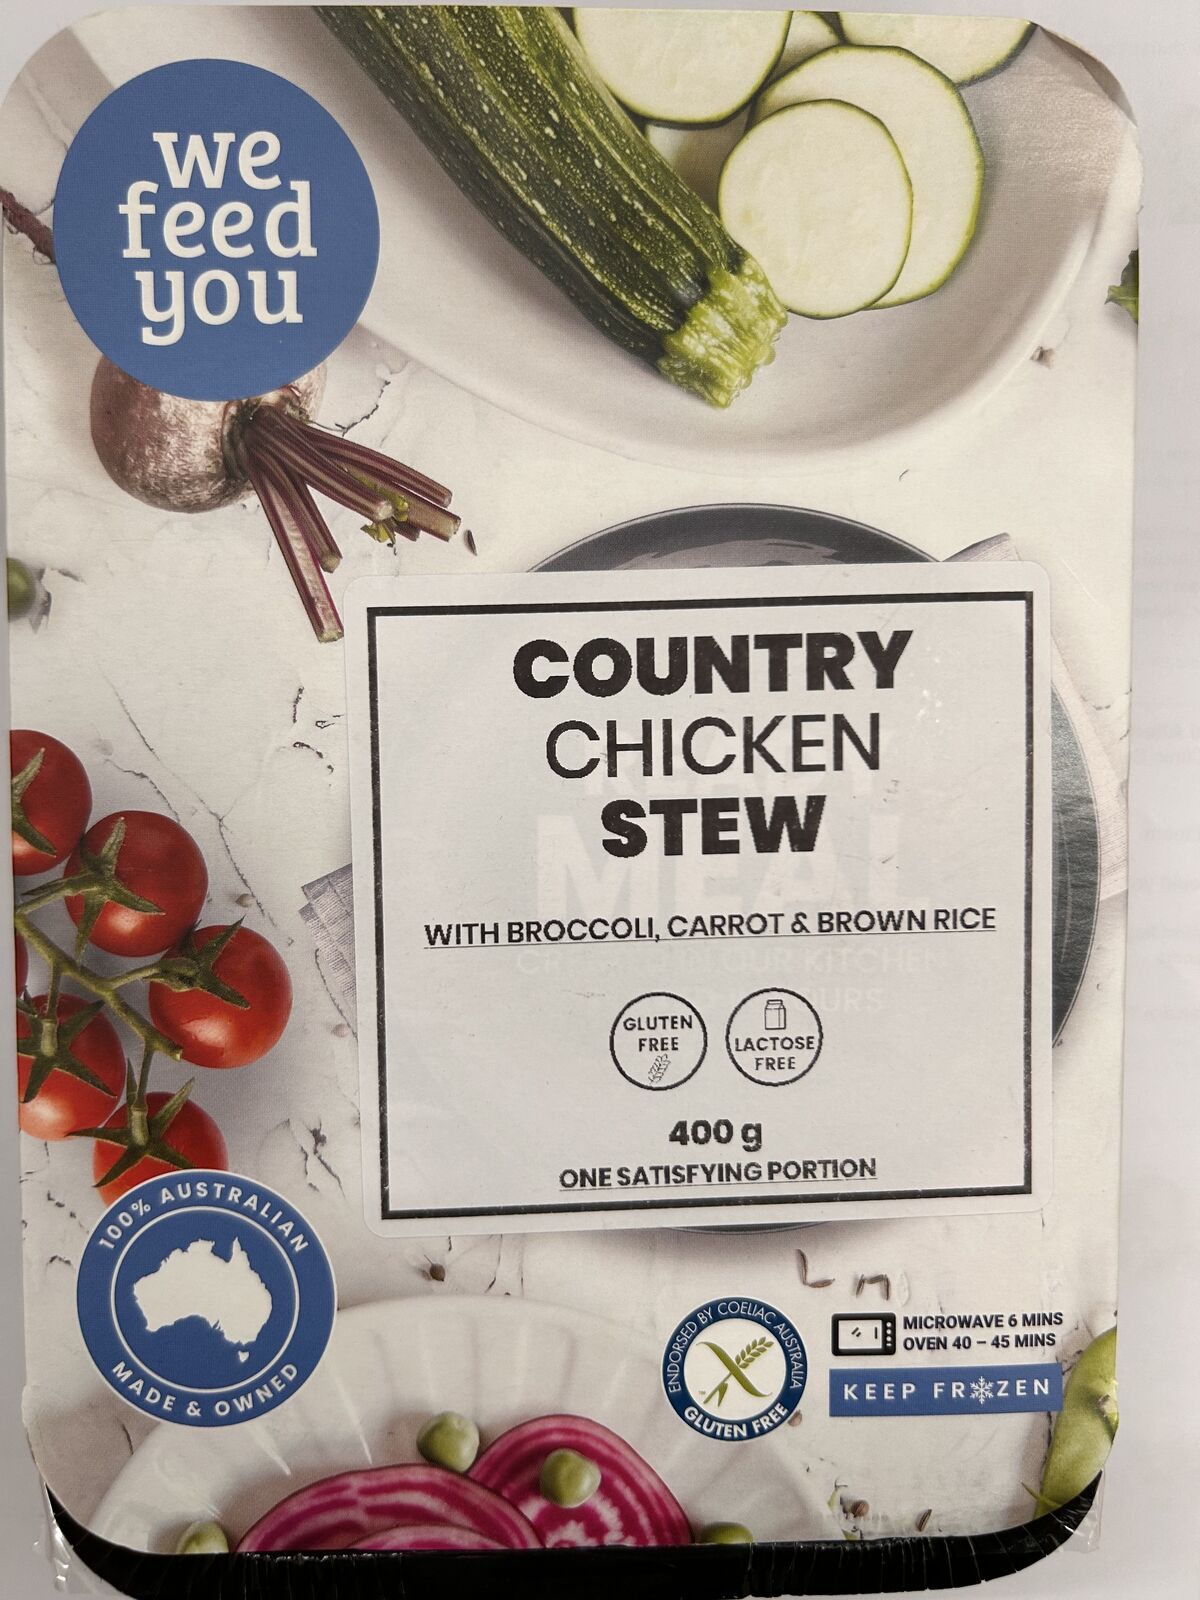 we
feed
you
COUNTRY
CHICKEN
STEW
MEAL
WITH BROCCOLI, CARROT & BROWN RICE
GLUTEN
FREE
LACTOSE
FREE
400 g
ONE SATISFYING PORTION
100% AUSTRALIAN
MADE & OWNED
L M
ENDORSED BY COELIAC AUSTRALIA
GLUTEN FREE
MICROWAVE 6 MINS
OVEN 40 – 45 MINS
KEEP FROZEN